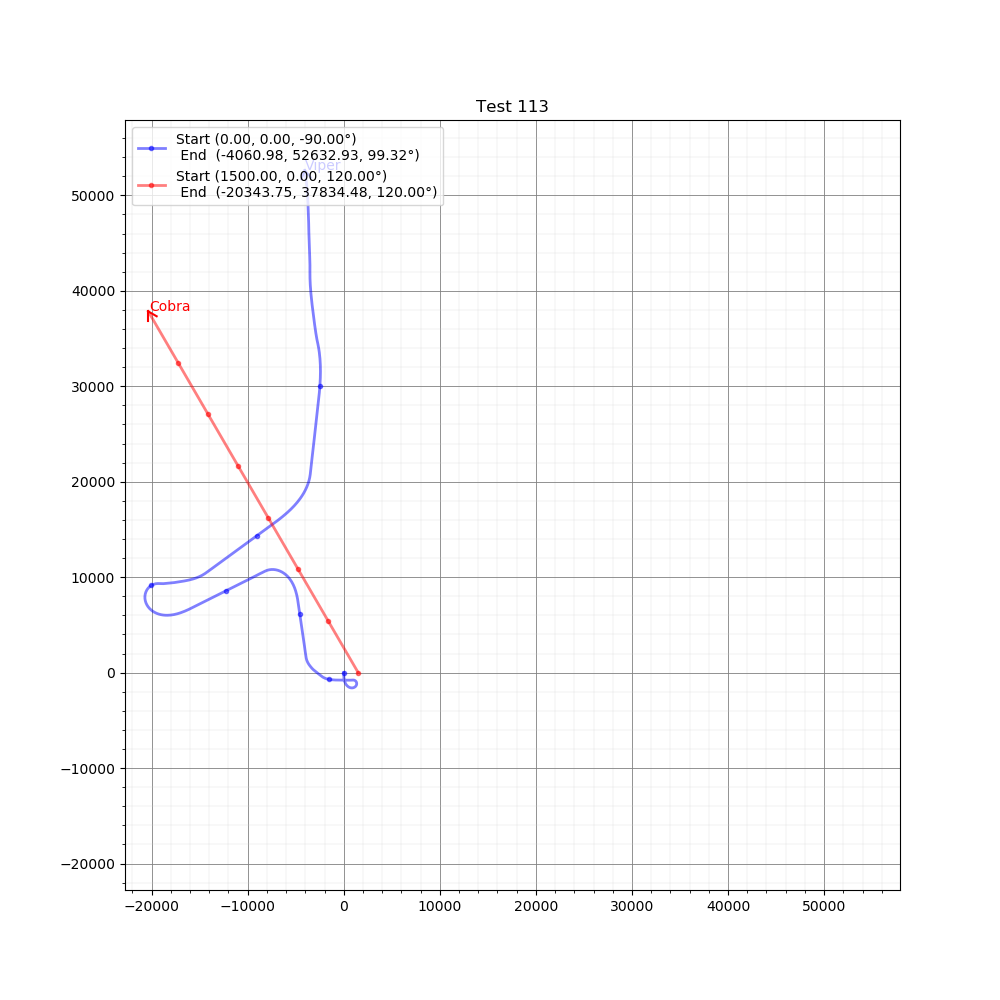 Test 113
Start (0.00, 0.00, -90.00°)
End (-4060.98, 52632.93, 99.32°)
Viper
Start (1500.00, 0.00, 120.00°)
End (-20343.75, 37834.48, 120.00°)
Cobra
50000
40000
30000
20000
10000
0
−10000
−20000
−20000 −10000 0 10000 20000 30000 40000 50000